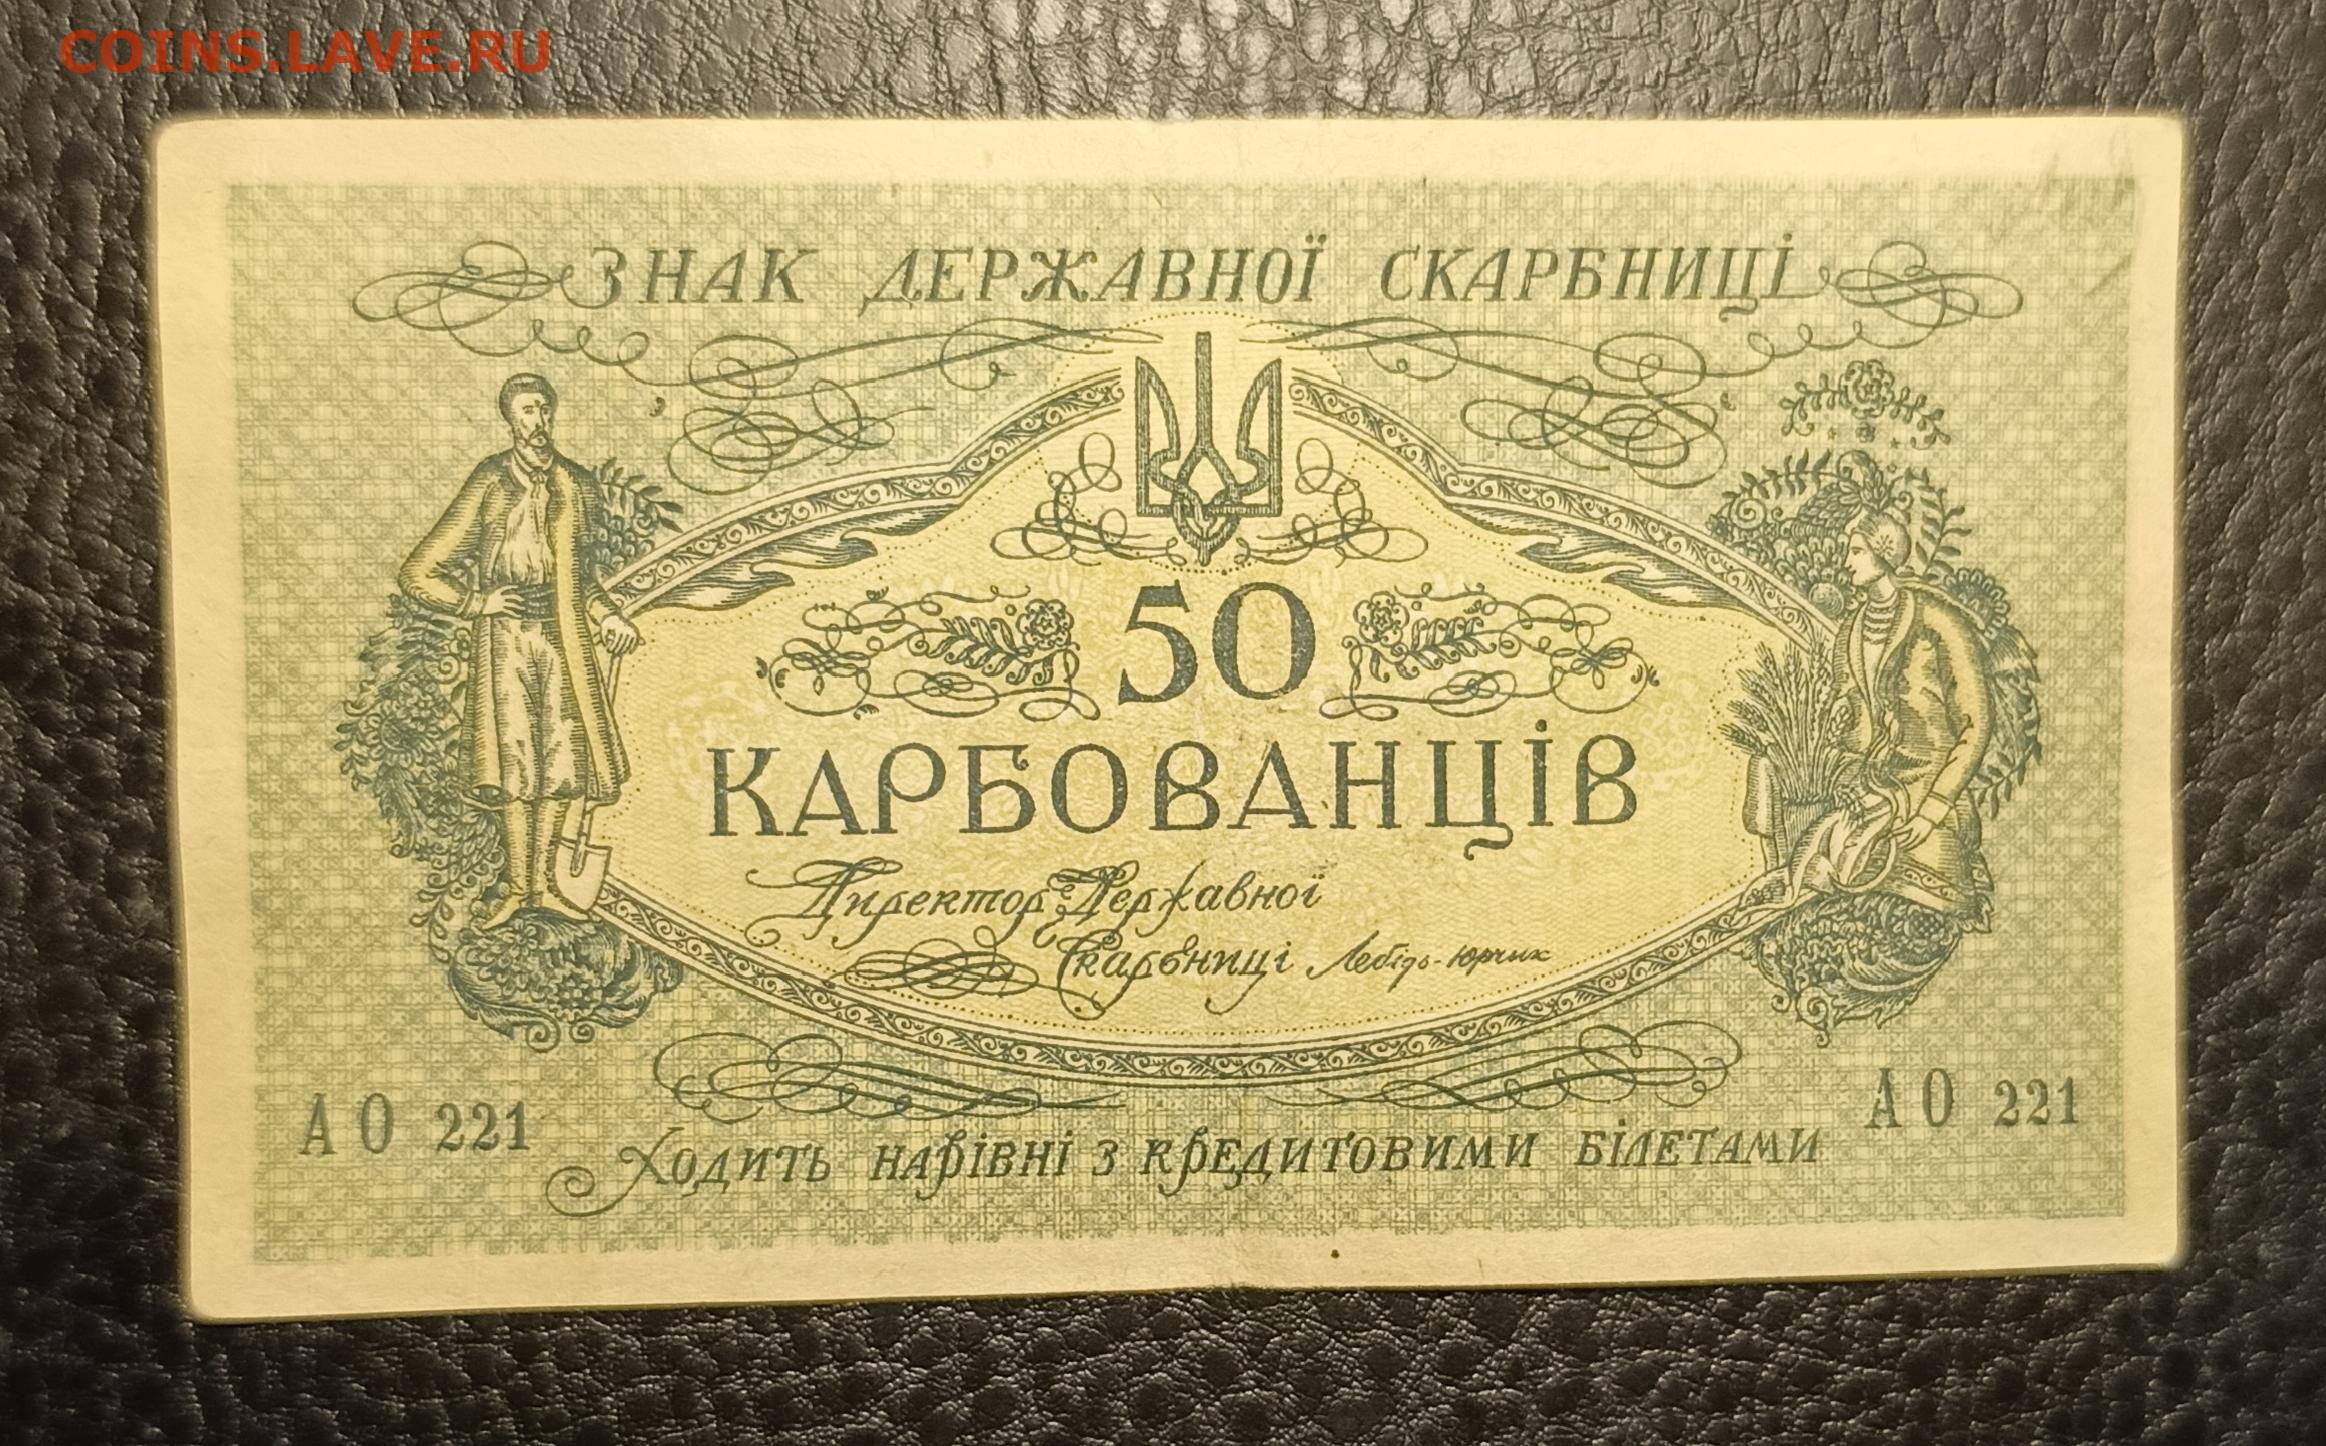 COINS.LAVE.RU
ЗНАК ДЕРЖАВНОЇ СКАРБНИЦІ
50
КАРБОВАНЦІВ
Директор Державної
Скарбниці Лебідь-Юрчик
АО 221
АО 221
Ходить нарівні з кредитовими білетами